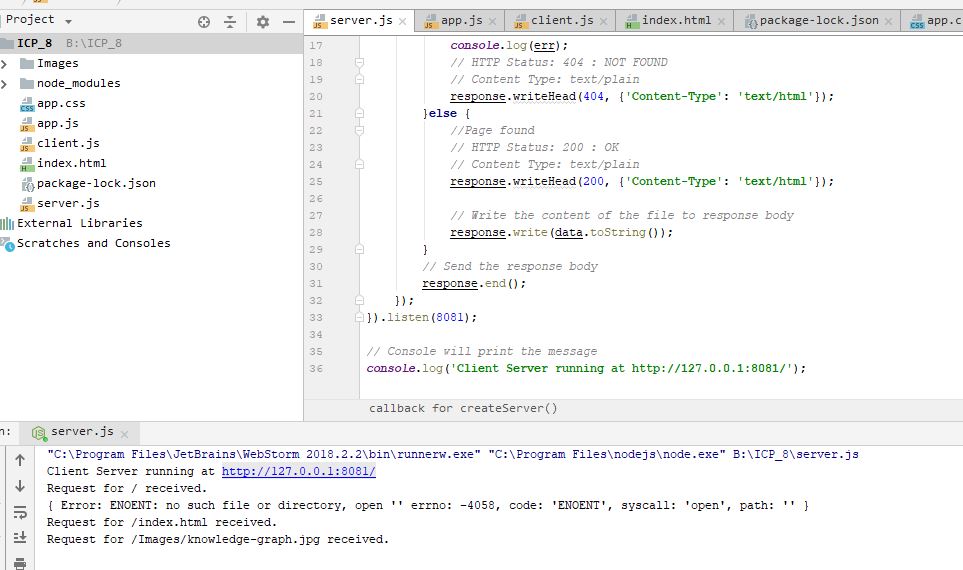 Project
server.js
app.js
client.js
index.html
package-lock.json
app.c
ICP_8 B:\ICP_8
Images
node_modules
app.css
app.js
client.js
index.html
package-lock.json
server.js
External Libraries
Scratches and Consoles
17 console.log(err);
18 // HTTP Status: 404 : NOT FOUND
19 // Content Type: text/plain
20 response.writeHead(404, {'Content-Type': 'text/html'});
21 }else {
22 //Page found
23 // HTTP Status: 200 : OK
24 // Content Type: text/plain
25 response.writeHead(200, {'Content-Type': 'text/html'});
26
27 // Write the content of the file to response body
28 response.write(data.toString());
29 }
30 // Send the response body
31 response.end();
32 });
33 }).listen(8081);
34
35 // Console will print the message
36 console.log('Client Server running at http://127.0.0.1:8081/');
callback for createServer()
n: server.js
"C:\Program Files\JetBrains\WebStorm 2018.2.2\bin\runnerw.exe" "C:\Program Files\nodejs\node.exe" B:\ICP_8\server.js
Client Server running at http://127.0.0.1:8081/
Request for / received.
{ Error: ENOENT: no such file or directory, open '' errno: -4058, code: 'ENOENT', syscall: 'open', path: '' }
Request for /index.html received.
Request for /Images/knowledge-graph.jpg received.